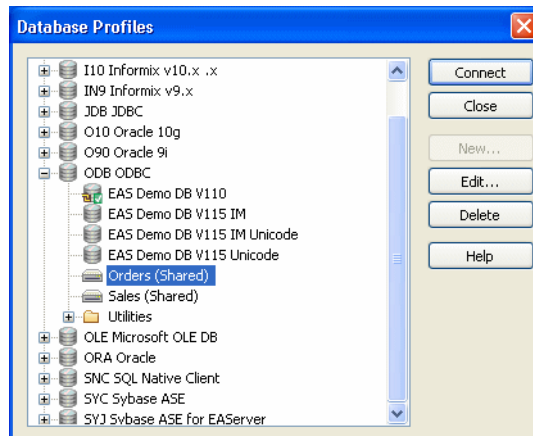 Database Profiles
I10 Informix v10.x .x
IN9 Informix v9.x
JDB JDBC
O10 Oracle 10g
O90 Oracle 9i
ODB ODBC
EAS Demo DB V110
EAS Demo DB V115 IM
EAS Demo DB V115 IM Unicode
EAS Demo DB V115 Unicode
Orders (Shared)
Sales (Shared)
Utilities
OLE Microsoft OLE DB
ORA Oracle
SNC SQL Native Client
SYC Sybase ASE
SYJ Sybase ASE for EAServer
Connect
Close
New...
Edit...
Delete
Help